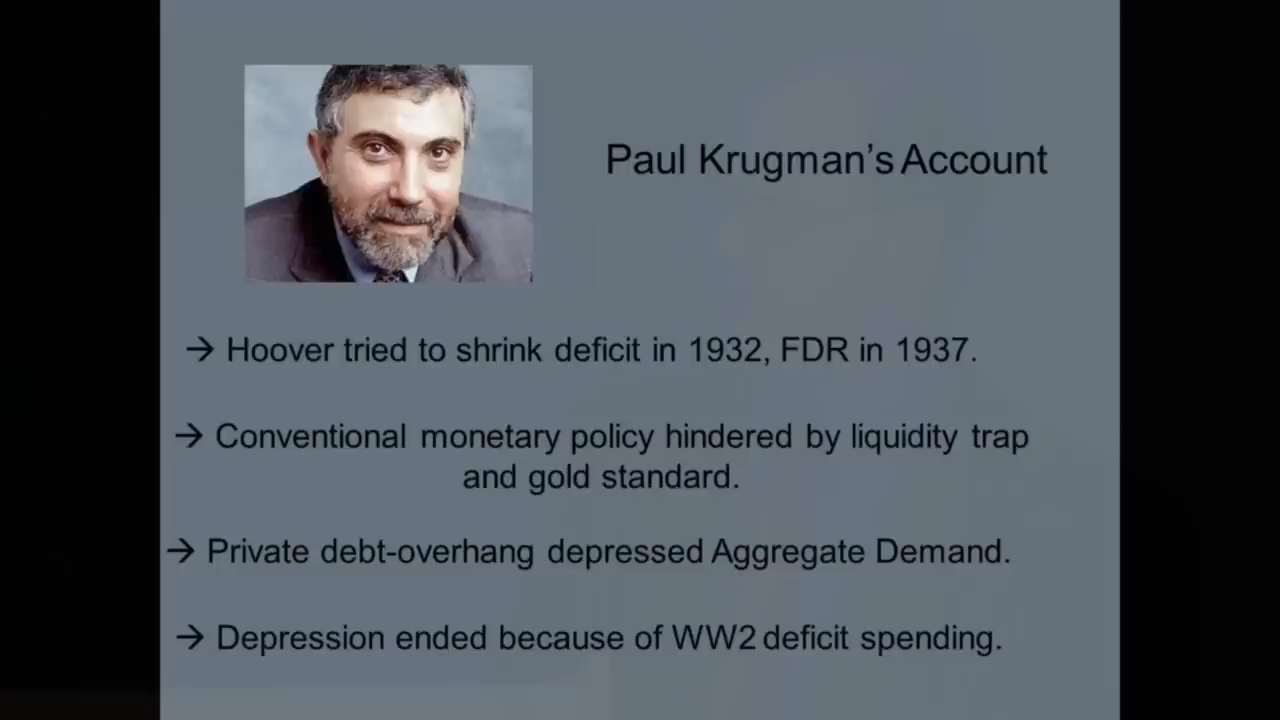 Paul Krugman's Account
→ Hoover tried to shrink deficit in 1932, FDR in 1937.
→ Conventional monetary policy hindered by liquidity trap
and gold standard.
→ Private debt-overhang depressed Aggregate Demand.
→ Depression ended because of WW2 deficit spending.